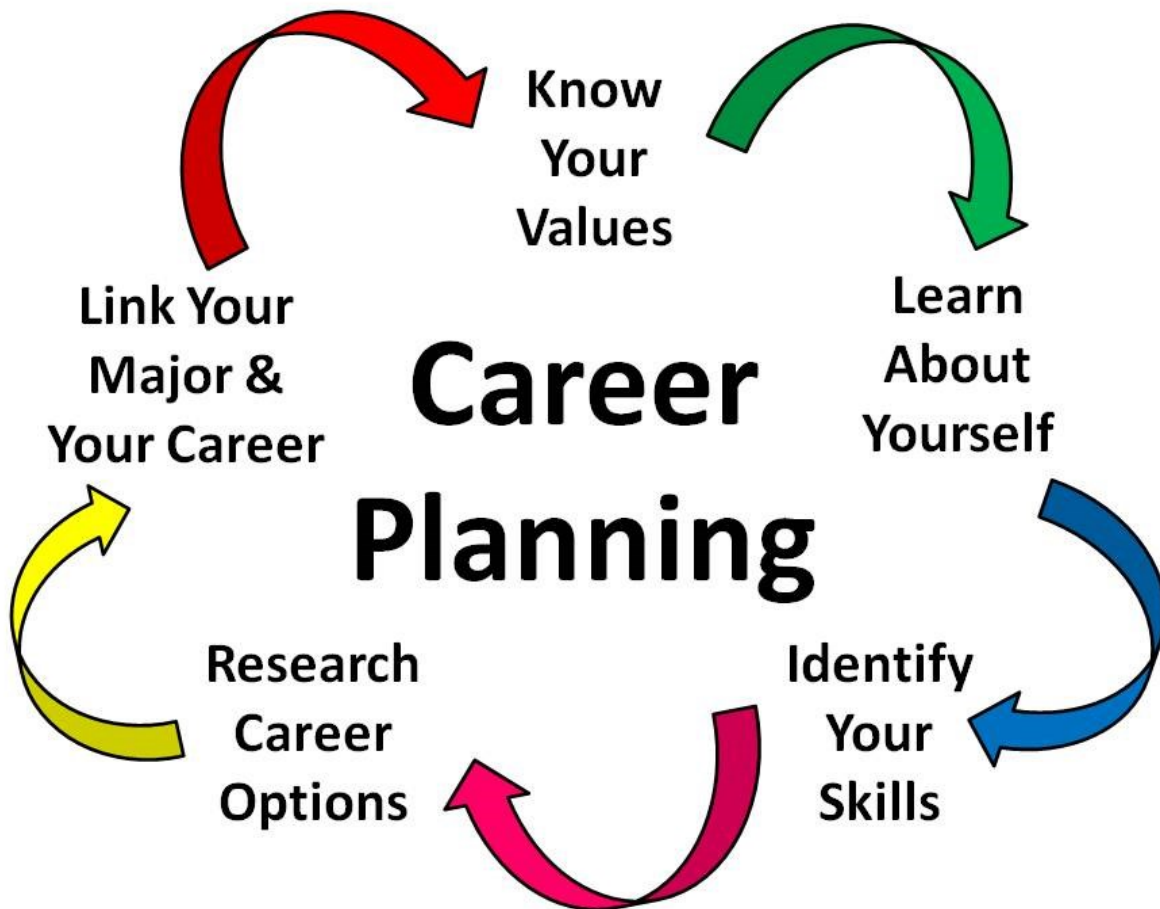 Know
Your
Values
Learn
About
Yourself
Identify
Your
Skills
Research
Career
Options
Link Your
Major &
Your Career
Career
Planning